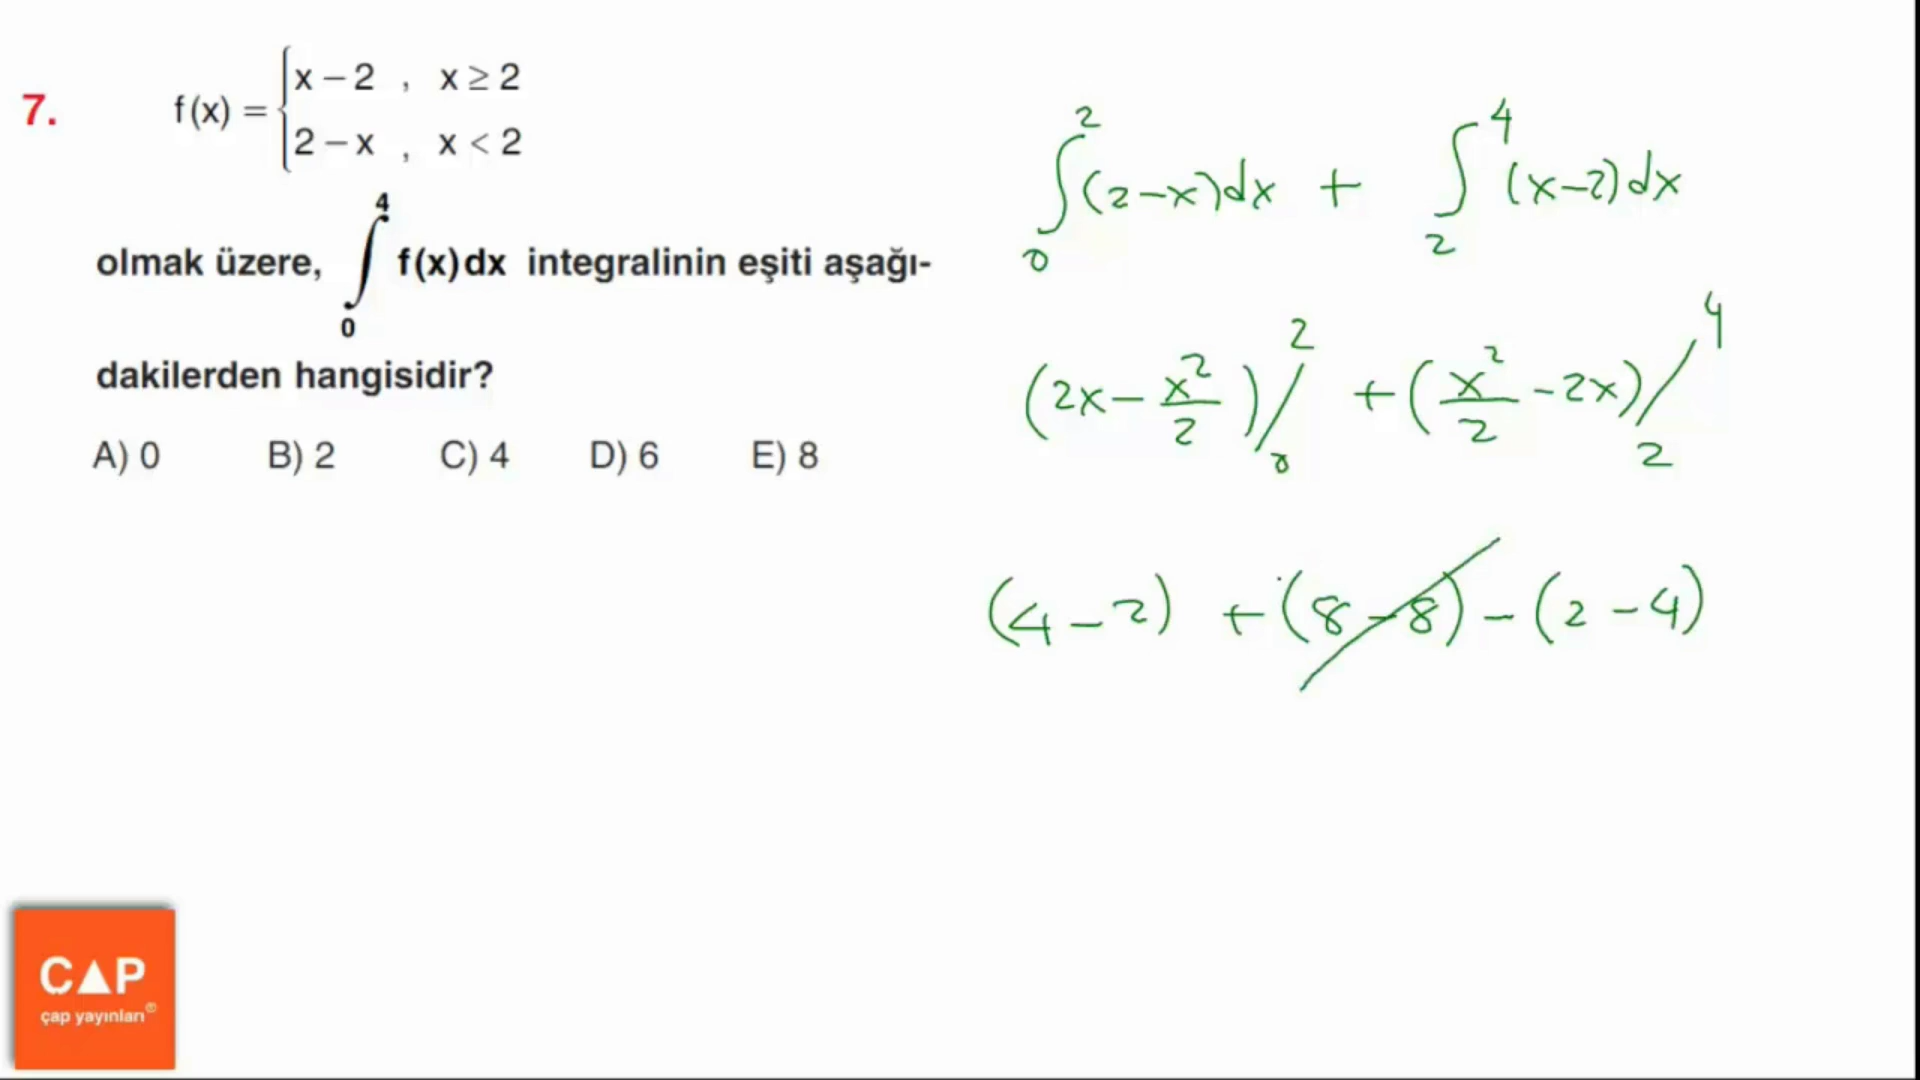 7. f(x) = { x − 2 , x ≥ 2
2 − x , x < 2
olmak üzere, ∫₀⁴ f(x)dx integralinin eşiti aşağı-
dakilerden hangisidir?
A) 0 B) 2 C) 4 D) 6 E) 8
∫₀² (2−x)dx + ∫₂⁴ (x−2)dx
(2x − x²/2) /₀² + (x²/2 − 2x) /₂⁴
(4 − 2) + (8 − 8) − (2 − 4)
ÇAP
çap yayınları®